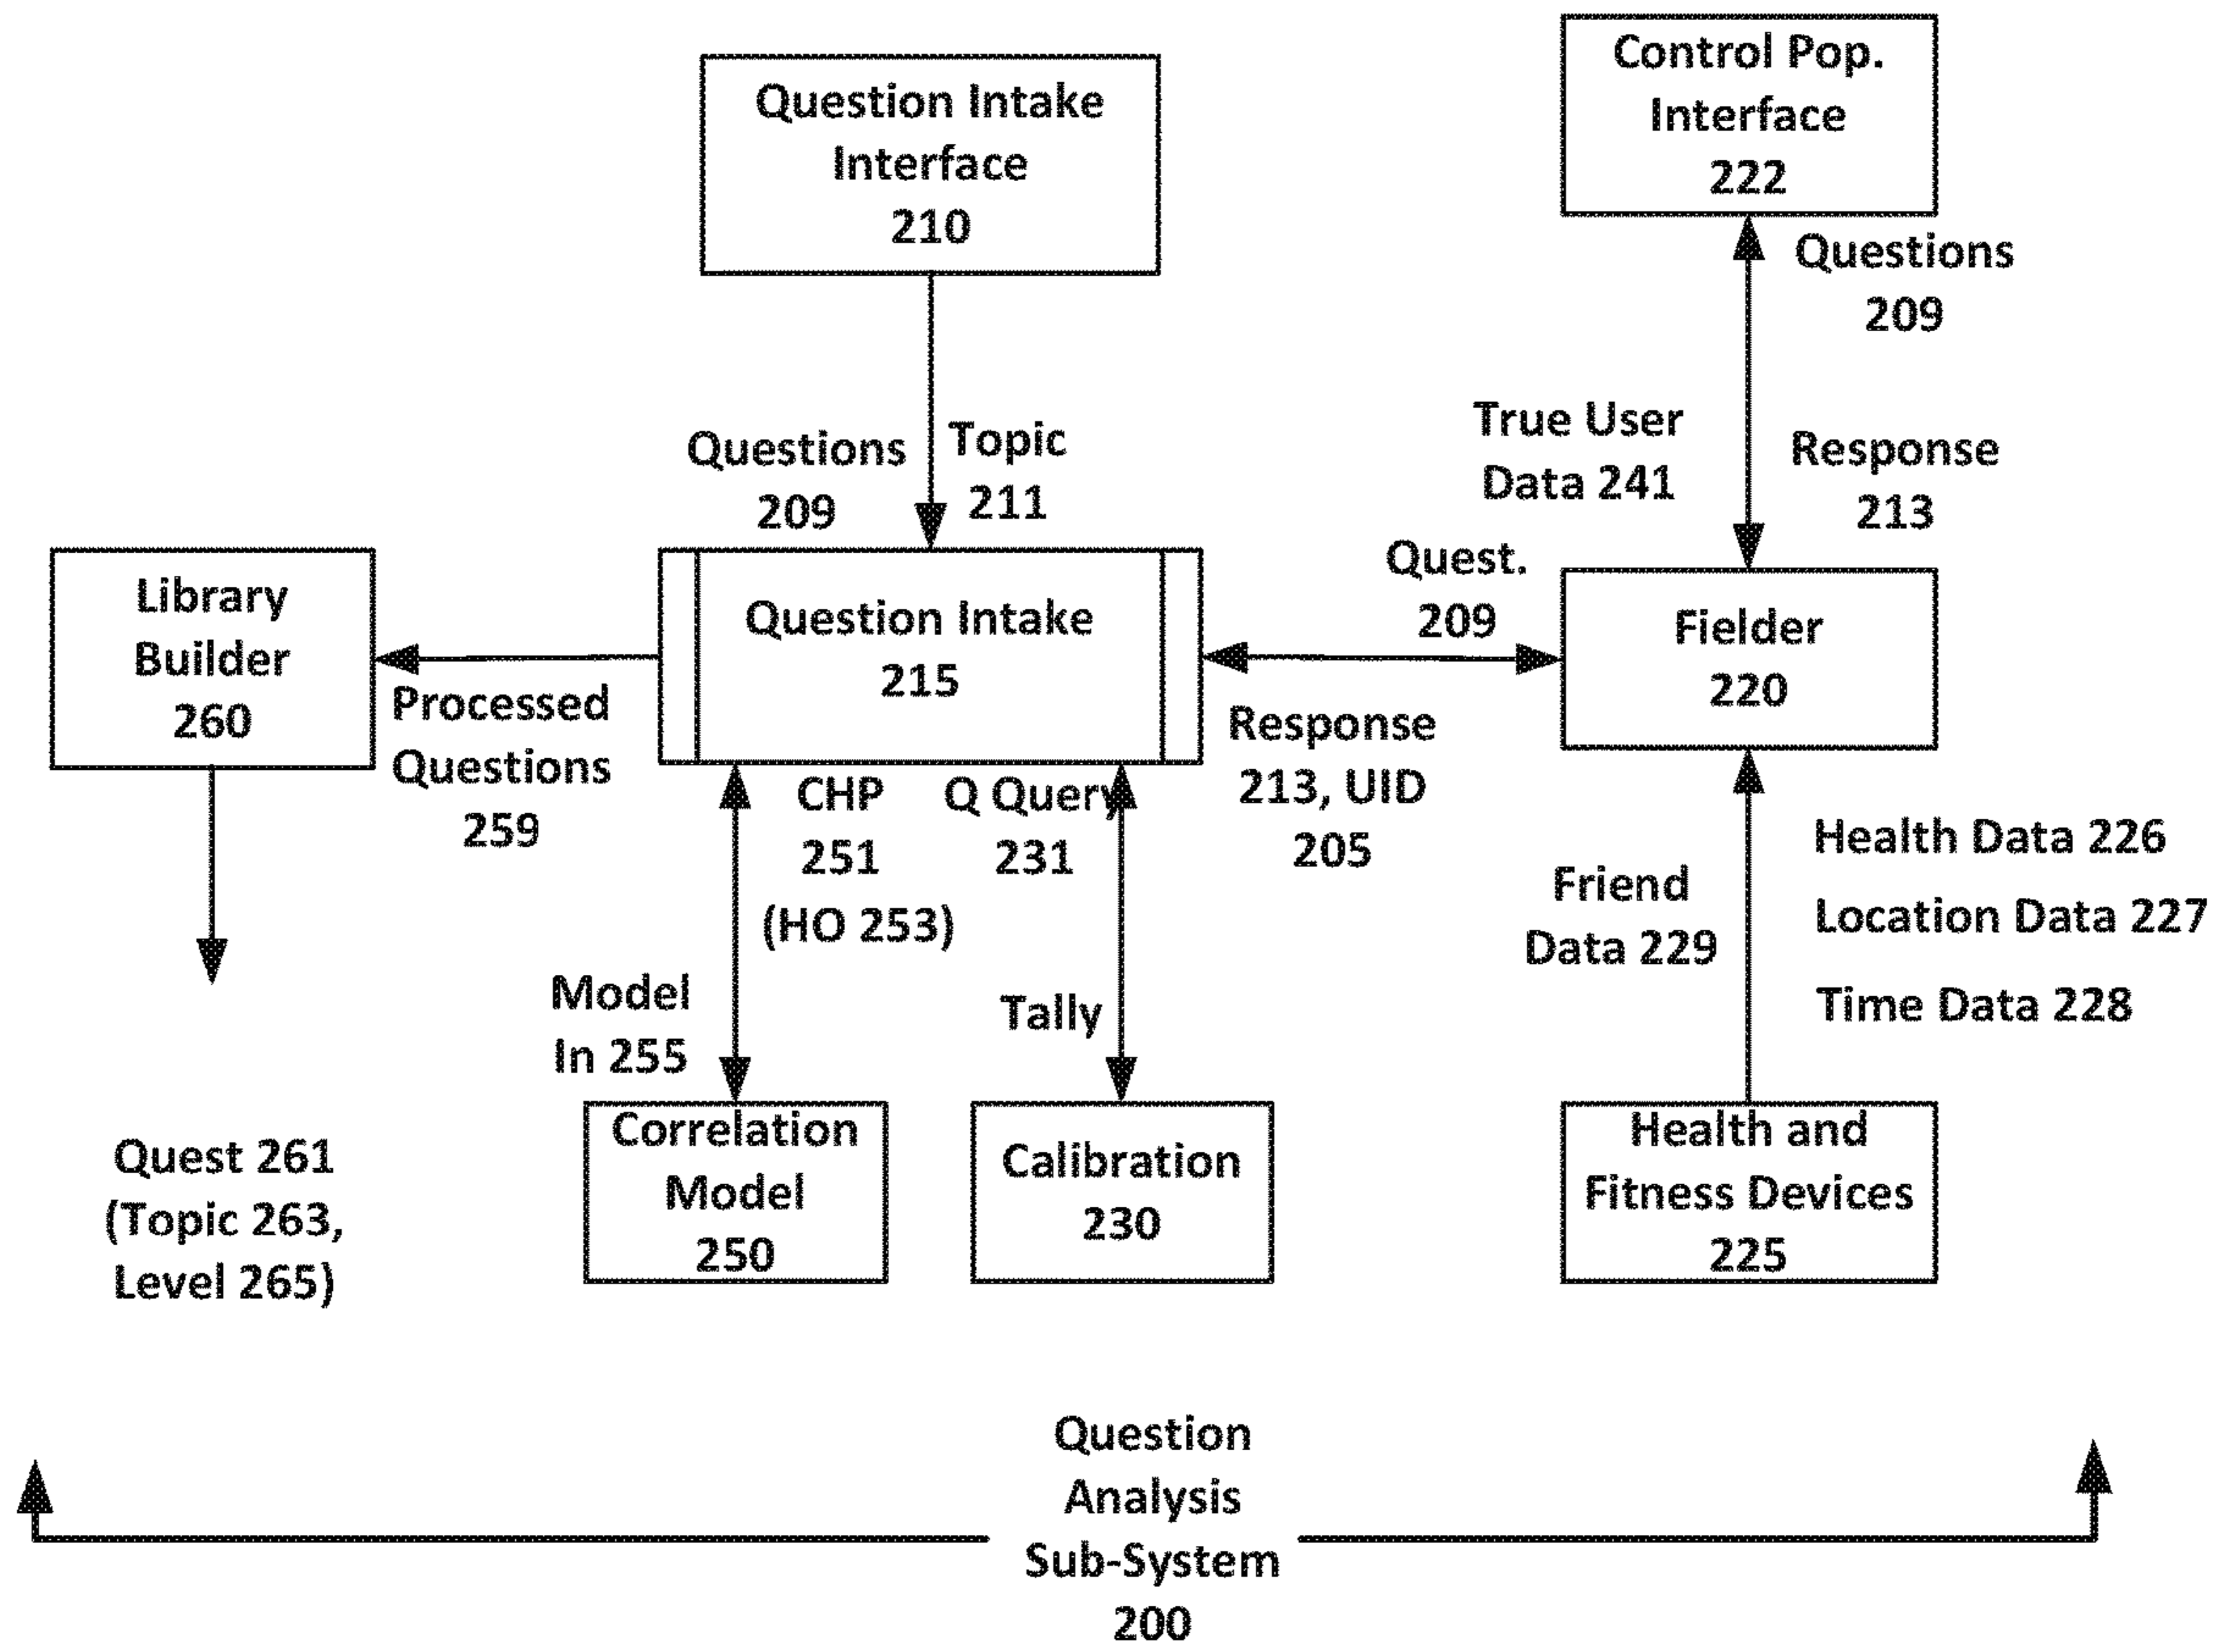 Question Intake
Interface
210
Control Pop.
Interface
222
Questions
209
Topic
211
Questions
209
True User
Data 241
Response
213
Library
Builder
260
Processed
Questions
259
Question Intake
215
Quest.
209
Response
213, UID
205
Fielder
220
CHP
251
(HO 253)
Q Query
231
Model
In 255
Tally
Friend
Data 229
Health Data 226
Location Data 227
Time Data 228
Quest 261
(Topic 263,
Level 265)
Correlation
Model
250
Calibration
230
Health and
Fitness Devices
225
Question
Analysis
Sub-System
200